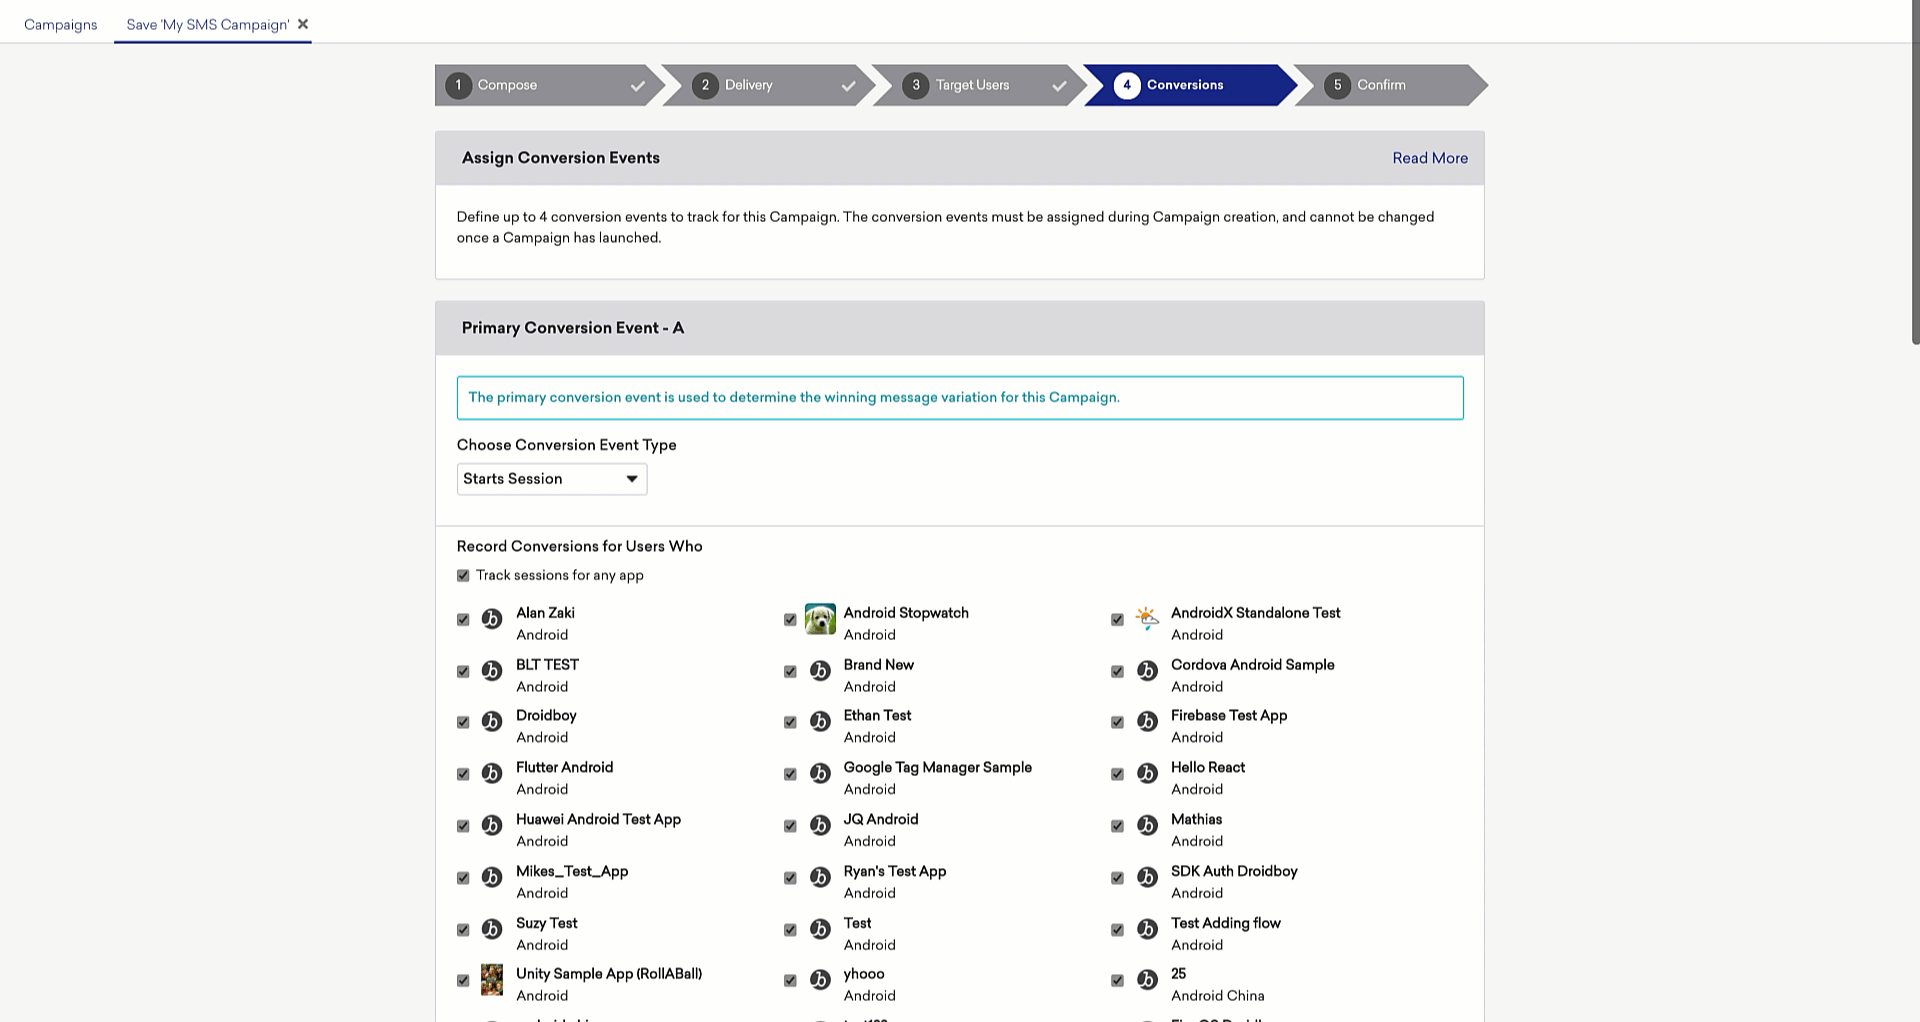 Campaigns
Save 'My SMS Campaign'
1 Compose
2 Delivery
3 Target Users
4 Conversions
5 Confirm
Assign Conversion Events
Read More
Define up to 4 conversion events to track for this Campaign. The conversion events must be assigned during Campaign creation, and cannot be changed
once a Campaign has launched.
Primary Conversion Event - A
The primary conversion event is used to determine the winning message variation for this Campaign.
Choose Conversion Event Type
Starts Session
Record Conversions for Users Who
Track sessions for any app
Alan Zaki
Android
Android Stopwatch
Android
AndroidX Standalone Test
Android
BLT TEST
Android
Brand New
Android
Cordova Android Sample
Android
Droidboy
Android
Ethan Test
Android
Firebase Test App
Android
Flutter Android
Android
Google Tag Manager Sample
Android
Hello React
Android
Huawei Android Test App
Android
JQ Android
Android
Mathias
Android
Mikes_Test_App
Android
Ryan's Test App
Android
SDK Auth Droidboy
Android
Suzy Test
Android
Test
Android
Test Adding flow
Android
Unity Sample App (RollABall)
Android
yhooo
Android
25
Android China